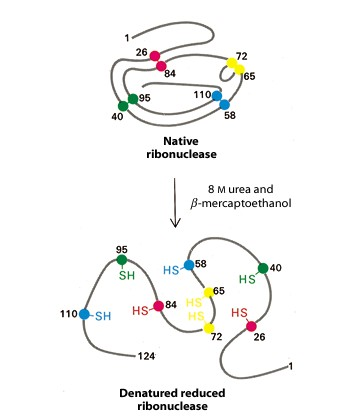 1
26
84
72
65
95
110
40
58
Native
ribonuclease
8 M urea and
β-mercaptoethanol
95
SH
HS
58
40
HS
65
HS
84
HS
HS
HS
110
SH
72
26
124
1
Denatured reduced
ribonuclease